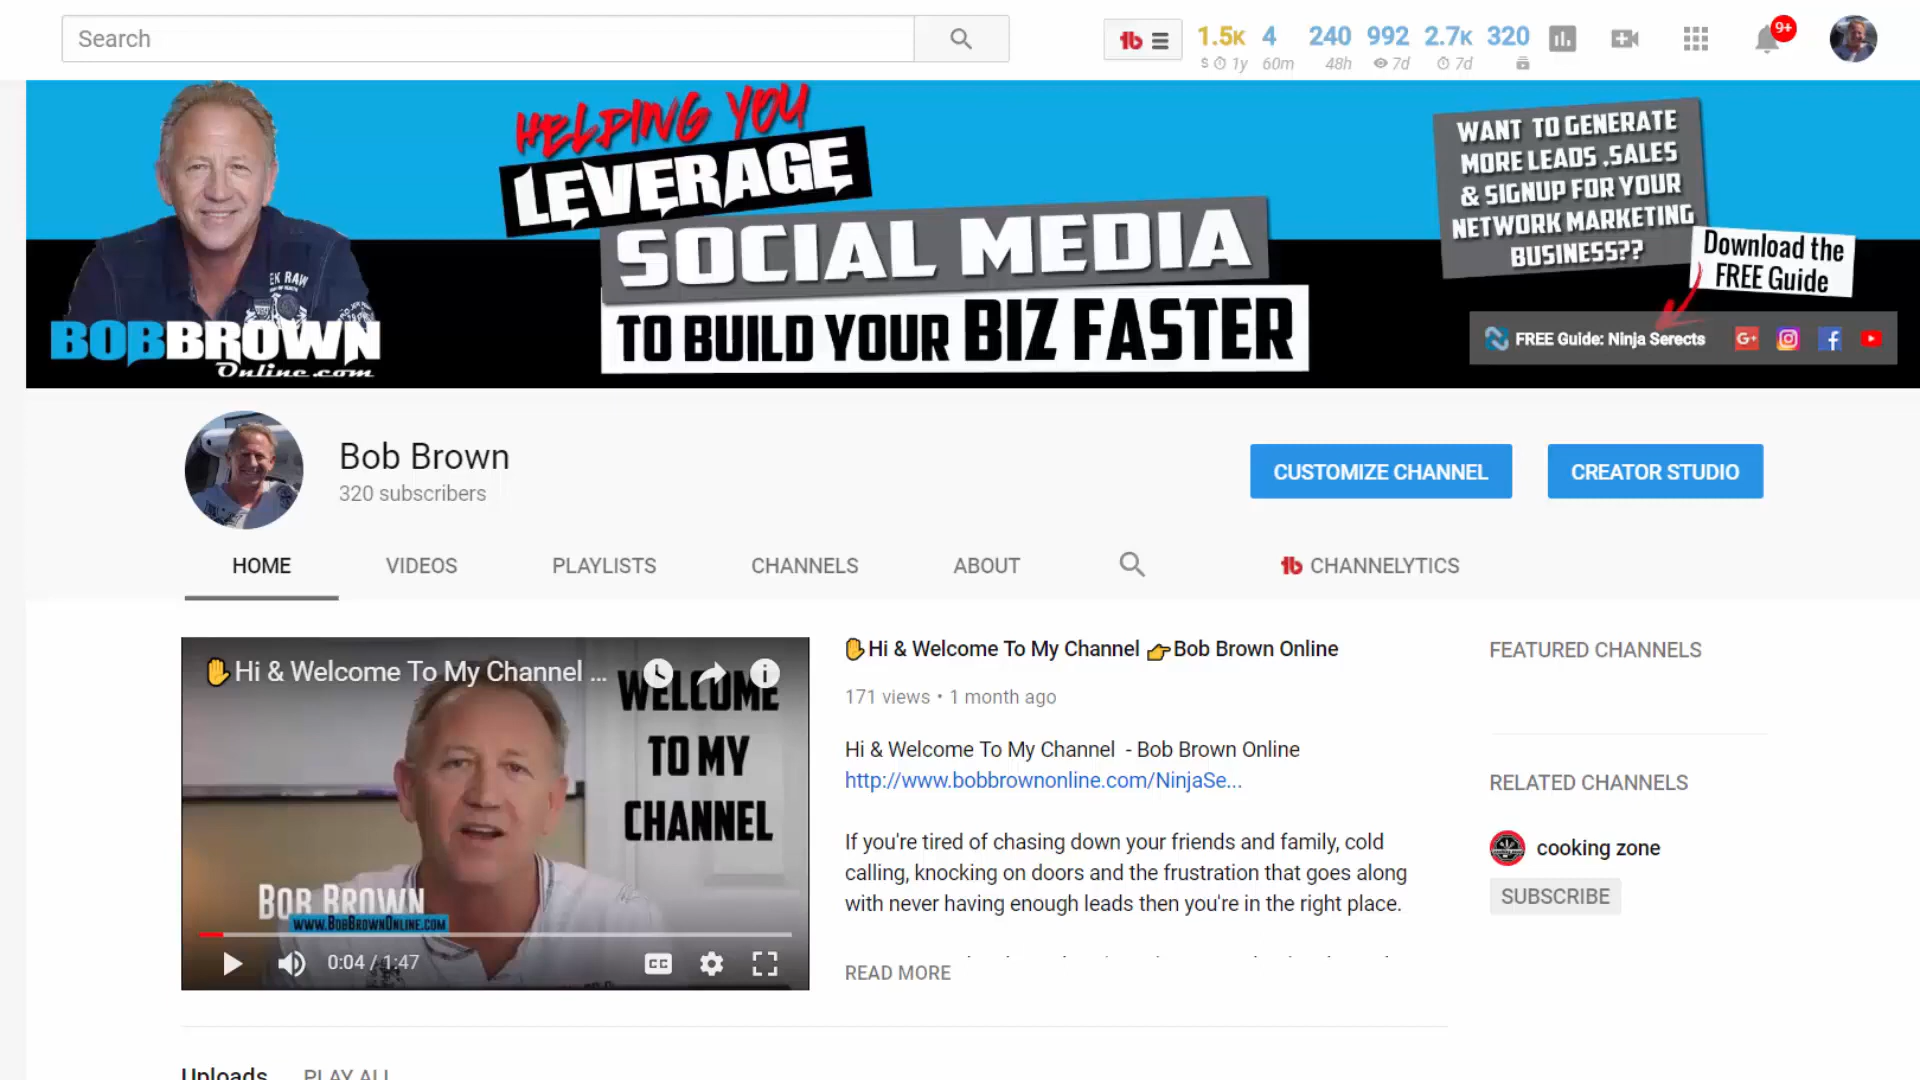 Search
1.5K 4 240 992 2.7K 320
$ 1y 60m 48h 7d 7d
9+
HELPING YOU
LEVERAGE
SOCIAL MEDIA
TO BUILD YOUR BIZ FASTER
WANT TO GENERATE
MORE LEADS ,SALES
& SIGNUP FOR YOUR
NETWORK MARKETING
BUSINESS??
Download the
FREE Guide
FREE Guide: Ninja Serects
BOBBROWN
Online.com
Bob Brown
320 subscribers
CUSTOMIZE CHANNEL
CREATOR STUDIO
HOME VIDEOS PLAYLISTS CHANNELS ABOUT CHANNELYTICS
✋Hi & Welcome To My Channel ...
WELCOME
TO MY
CHANNEL
BOB BROWN
WWW.BOBBROWNONLINE.COM
0:04 / 1:47
CC
✋Hi & Welcome To My Channel 👉Bob Brown Online
171 views • 1 month ago
Hi & Welcome To My Channel - Bob Brown Online
http://www.bobbrownonline.com/NinjaSe...
If you're tired of chasing down your friends and family, cold
calling, knocking on doors and the frustration that goes along
with never having enough leads then you're in the right place.
READ MORE
FEATURED CHANNELS
RELATED CHANNELS
cooking zone
SUBSCRIBE
Uploads PLAY ALL